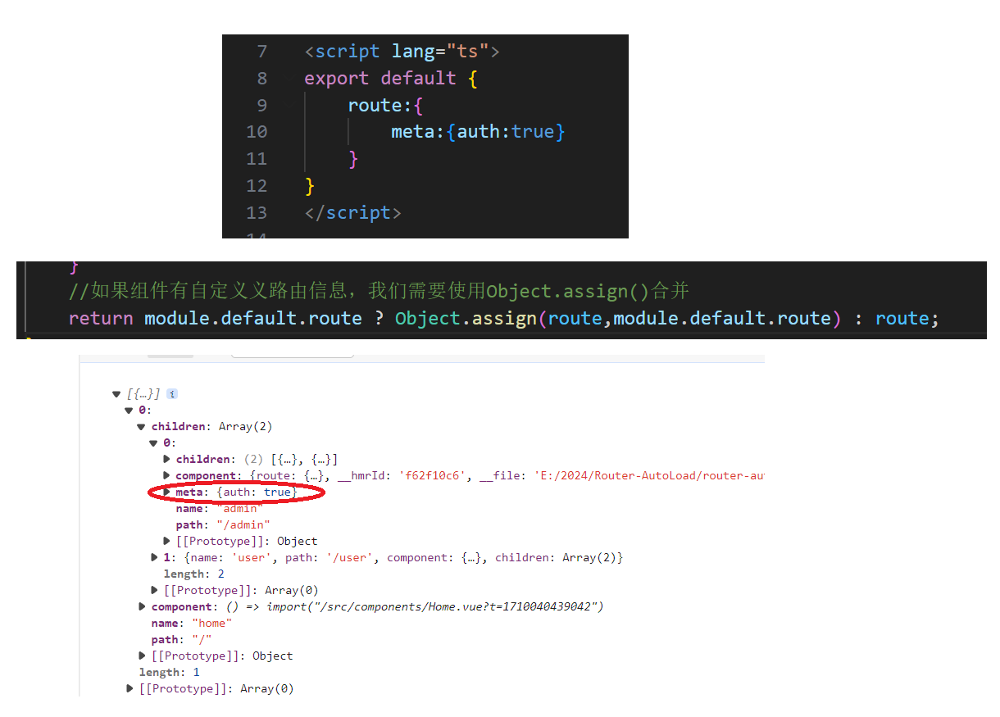 7 <script lang="ts">
8 export default {
9 route:{
10 meta:{auth:true}
11 }
12 }
13 </script>
}
//如果组件有自定义义路由信息，我们需要使用Object.assign()合并
return module.default.route ? Object.assign(route,module.default.route) : route;
▼ [{…}] i
▼ 0:
▼ children: Array(2)
▼ 0:
▶ children: (2) [{…}, {…}]
▶ component: {route: {…}, __hmrId: 'f62f10c6', __file: 'E:/2024/Router-AutoLoad/router-au
▶ meta: {auth: true}
name: "admin"
path: "/admin"
▶ [[Prototype]]: Object
▶ 1: {name: 'user', path: '/user', component: {…}, children: Array(2)}
length: 2
▶ [[Prototype]]: Array(0)
▶ component: () => import("/src/components/Home.vue?t=1710040439042")
name: "home"
path: "/"
▶ [[Prototype]]: Object
length: 1
▶ [[Prototype]]: Array(0)